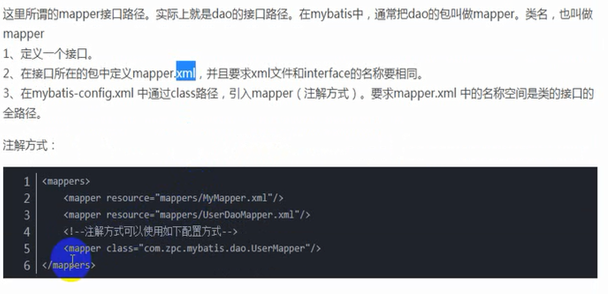 这里所谓的mapper接口路径。实际上就是dao的接口路径。在mybatis中，通常把dao的包叫做mapper。类名，也叫做
mapper
1、定义一个接口。
2、在接口所在的包中定义mapper.xml，并且要求xml文件和interface的名称要相同。
3、在mybatis-config.xml 中通过class路径，引入mapper（注解方式）。要求mapper.xml 中的名称空间是类的接口的
全路径。
注解方式：
1 <mappers>
2 <mapper resource="mappers/MyMapper.xml"/>
3 <mapper resource="mappers/UserDaoMapper.xml"/>
4 <!--注解方式可以使用如下配置方式-->
5 <mapper class="com.zpc.mybatis.dao.UserMapper"/>
6 </mappers>